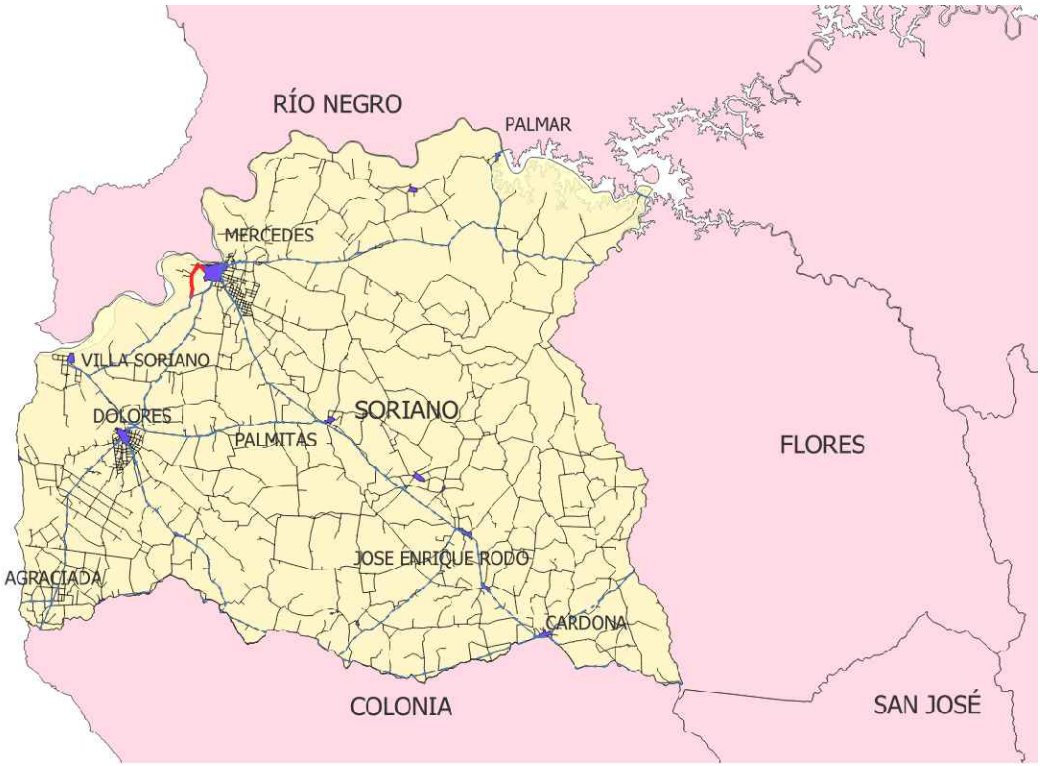 RÍO NEGRO
PALMAR
MERCEDES
VILLA SORIANO
SORIANO
DOLORES
PALMITAS
FLORES
JOSE ENRIQUE RODO
AGRACIADA
CARDONA
COLONIA
SAN JOSÉ